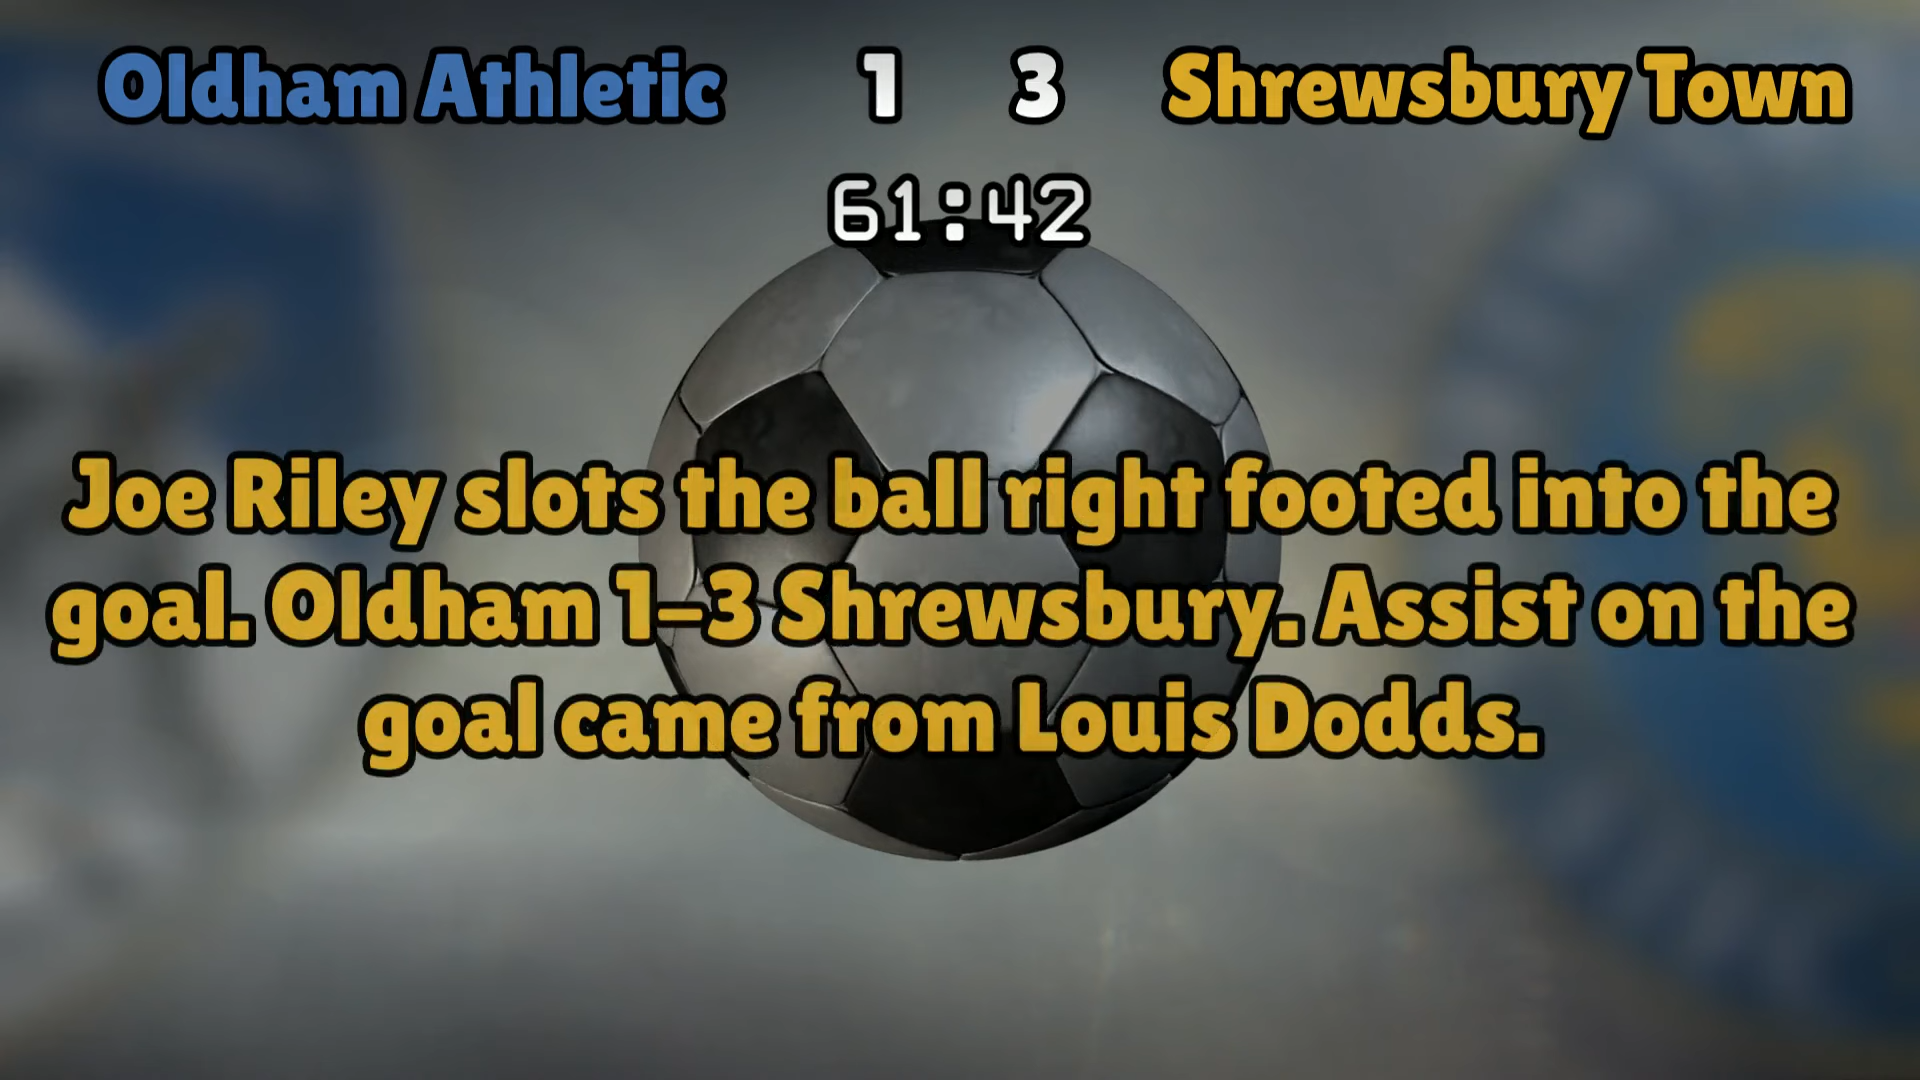 Oldham Athletic 1 3 Shrewsbury Town
61:42
Joe Riley slots the ball right footed into the
goal. Oldham 1–3 Shrewsbury. Assist on the
goal came from Louis Dodds.